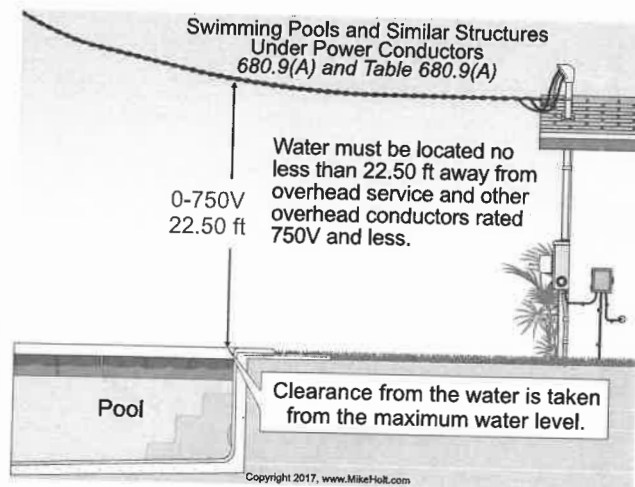 Swimming Pools and Similar Structures
Under Power Conductors
680.9(A) and Table 680.9(A)
Water must be located no
less than 22.50 ft away from
overhead service and other
overhead conductors rated
750V and less.
0-750V
22.50 ft
Clearance from the water is taken
from the maximum water level.
Pool
Copyright 2017, www.MikeHolt.com